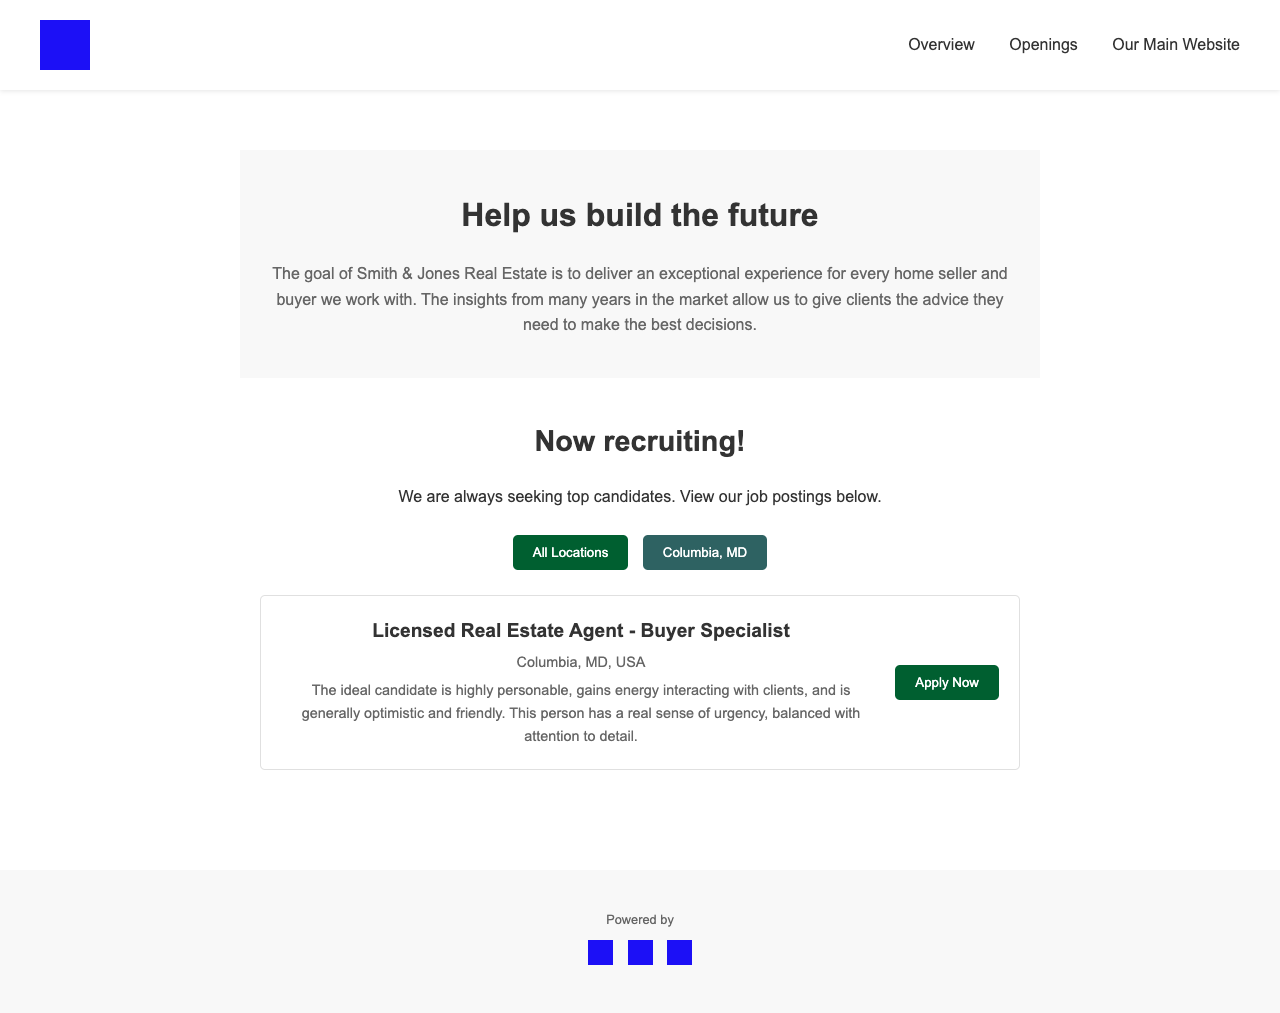 Overview Openings Our Main Website
Help us build the future
The goal of Smith & Jones Real Estate is to deliver an exceptional experience for every home seller and
buyer we work with. The insights from many years in the market allow us to give clients the advice they
need to make the best decisions.
Now recruiting!
We are always seeking top candidates. View our job postings below.
All Locations Columbia, MD
Licensed Real Estate Agent - Buyer Specialist
Columbia, MD, USA
The ideal candidate is highly personable, gains energy interacting with clients, and is
generally optimistic and friendly. This person has a real sense of urgency, balanced with
attention to detail.
Apply Now
Powered by